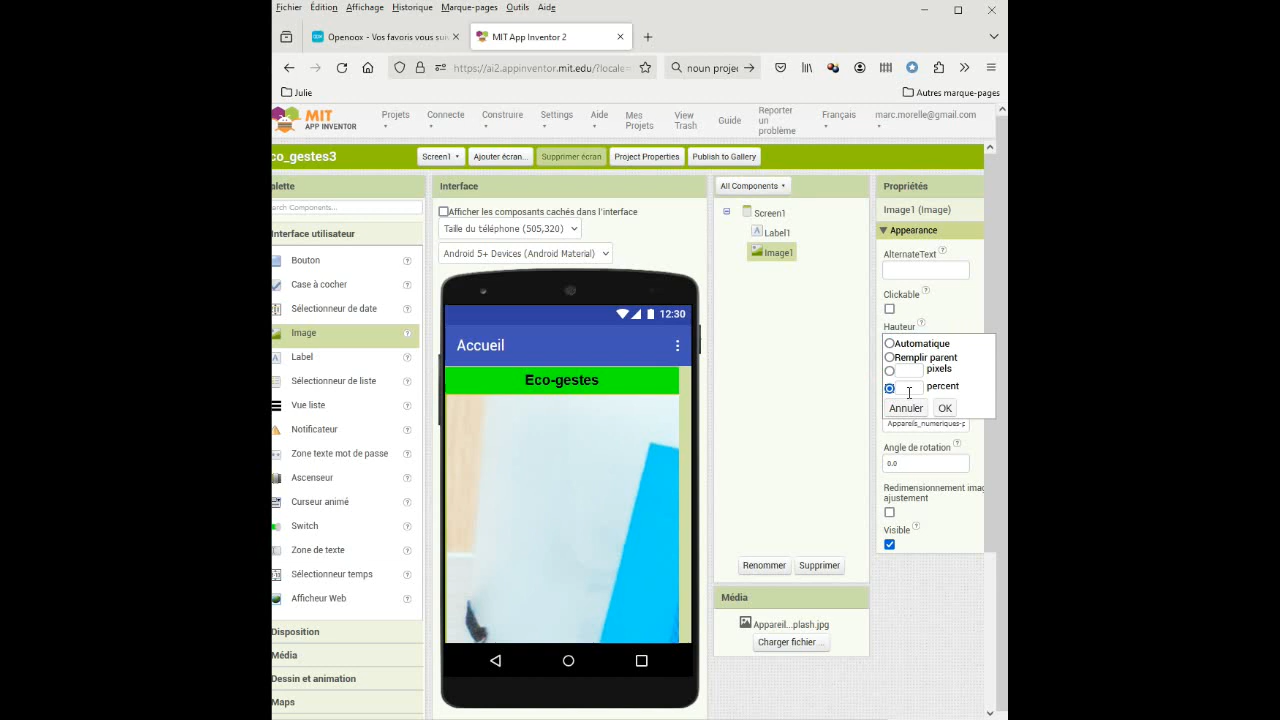 Fichier Édition Affichage Historique Marque-pages Outils Aide
Openoox - Vos favoris vous sui
MIT App Inventor 2
https://ai2.appinventor.mit.edu/?locale=
noun projec
Julie
Autres marque-pages
MIT
APP INVENTOR
Projets Connecte Construire Settings Aide Mes Projets View Trash Guide Reporter un problème Français marc.morelle@gmail.com
co_gestes3
Screen1 Ajouter écran... Supprimer écran Project Properties Publish to Gallery
alette
arch Components...
Interface utilisateur
Bouton
Case à cocher
Sélectionneur de date
Image
Label
Sélectionneur de liste
Vue liste
Notificateur
Zone texte mot de passe
Ascenseur
Curseur animé
Switch
Zone de texte
Sélectionneur temps
Afficheur Web
Disposition
Média
Dessin et animation
Maps
Interface
Afficher les composants cachés dans l'interface
Taille du téléphone (505,320)
Android 5+ Devices (Android Material)
12:30
Accueil
Eco-gestes
All Components
Screen1
Label1
Image1
Renommer Supprimer
Média
Appareil...plash.jpg
Charger fichier ...
Propriétés
Image1 (Image)
Appearance
AlternateText
Clickable
Hauteur
Automatique
Remplir parent
pixels
percent
Annuler OK
Appareils_numeriques-p
Angle de rotation
0.0
Redimensionnement imag
ajustement
Visible